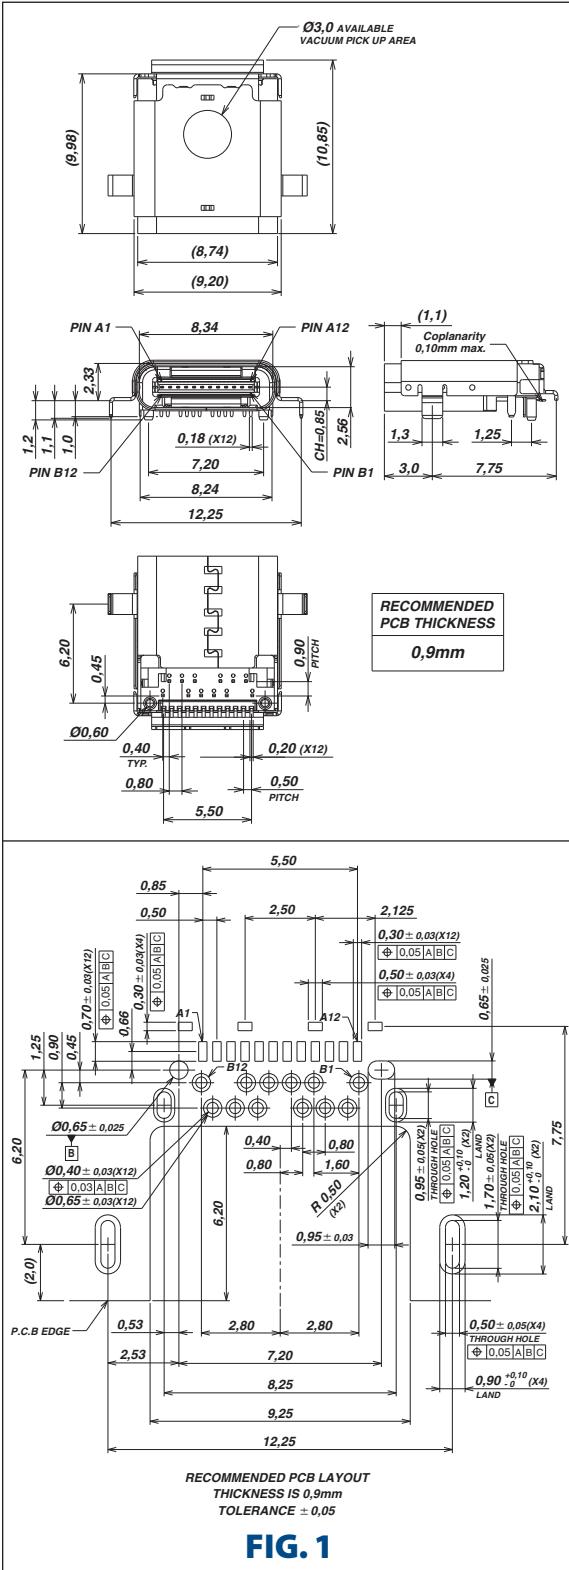 Ø3,0 AVAILABLE
VACUUM PICK UP AREA
(9,98)
(10,85)
(8,74)
(9,20)
PIN A1
8,34
PIN A12
2,33
1,2
1,1
1,0
0,18 (X12)
CH=0,85
2,56
PIN B12
7,20
PIN B1
8,24
12,25
(1,1)
Coplanarity
0,10mm max.
1,3
1,25
3,0
7,75
6,20
0,45
0,90
PITCH
Ø0,60
0,40
TYP.
0,20 (X12)
0,80
0,50
PITCH
5,50
RECOMMENDED
PCB THICKNESS
0,9mm
5,50
0,85
0,50
2,50
2,125
0,30 ± 0,03(X12)
⌖ 0,05 A B C
0,50 ± 0,03(X4)
⌖ 0,05 A B C
0,65 ± 0,025
0,70 ± 0,03(X12)
⌖ 0,05 A B C
0,30 ± 0,03(X4)
⌖ 0,05 A B C
0,66
A1
A12
1,25
0,90
0,45
B12
B1
C
6,20
Ø0,65 ± 0,025
B
Ø0,40 ± 0,03(X12)
⌖ 0,03 A B C
Ø0,65 ± 0,03(X12)
0,40
0,80
0,80
1,60
6,20
R 0,50
(X2)
0,95 ± 0,03
0,95 ± 0,05(X2)
THROUGH HOLE
⌖ 0,05 A B C
1,20 +0,10 -0 (X2)
LAND
1,70 ± 0,05(X2)
THROUGH HOLE
⌖ 0,05 A B C
2,10 +0,10 -0 (X2)
LAND
7,75
(2,0)
P.C.B EDGE
0,53
2,80
2,80
2,53
7,20
0,50 ± 0,05(X4)
THROUGH HOLE
⌖ 0,05 A B C
0,90 +0,10 -0 (X4)
LAND
8,25
9,25
12,25
RECOMMENDED PCB LAYOUT
THICKNESS IS 0,9mm
TOLERANCE ± 0,05
FIG. 1